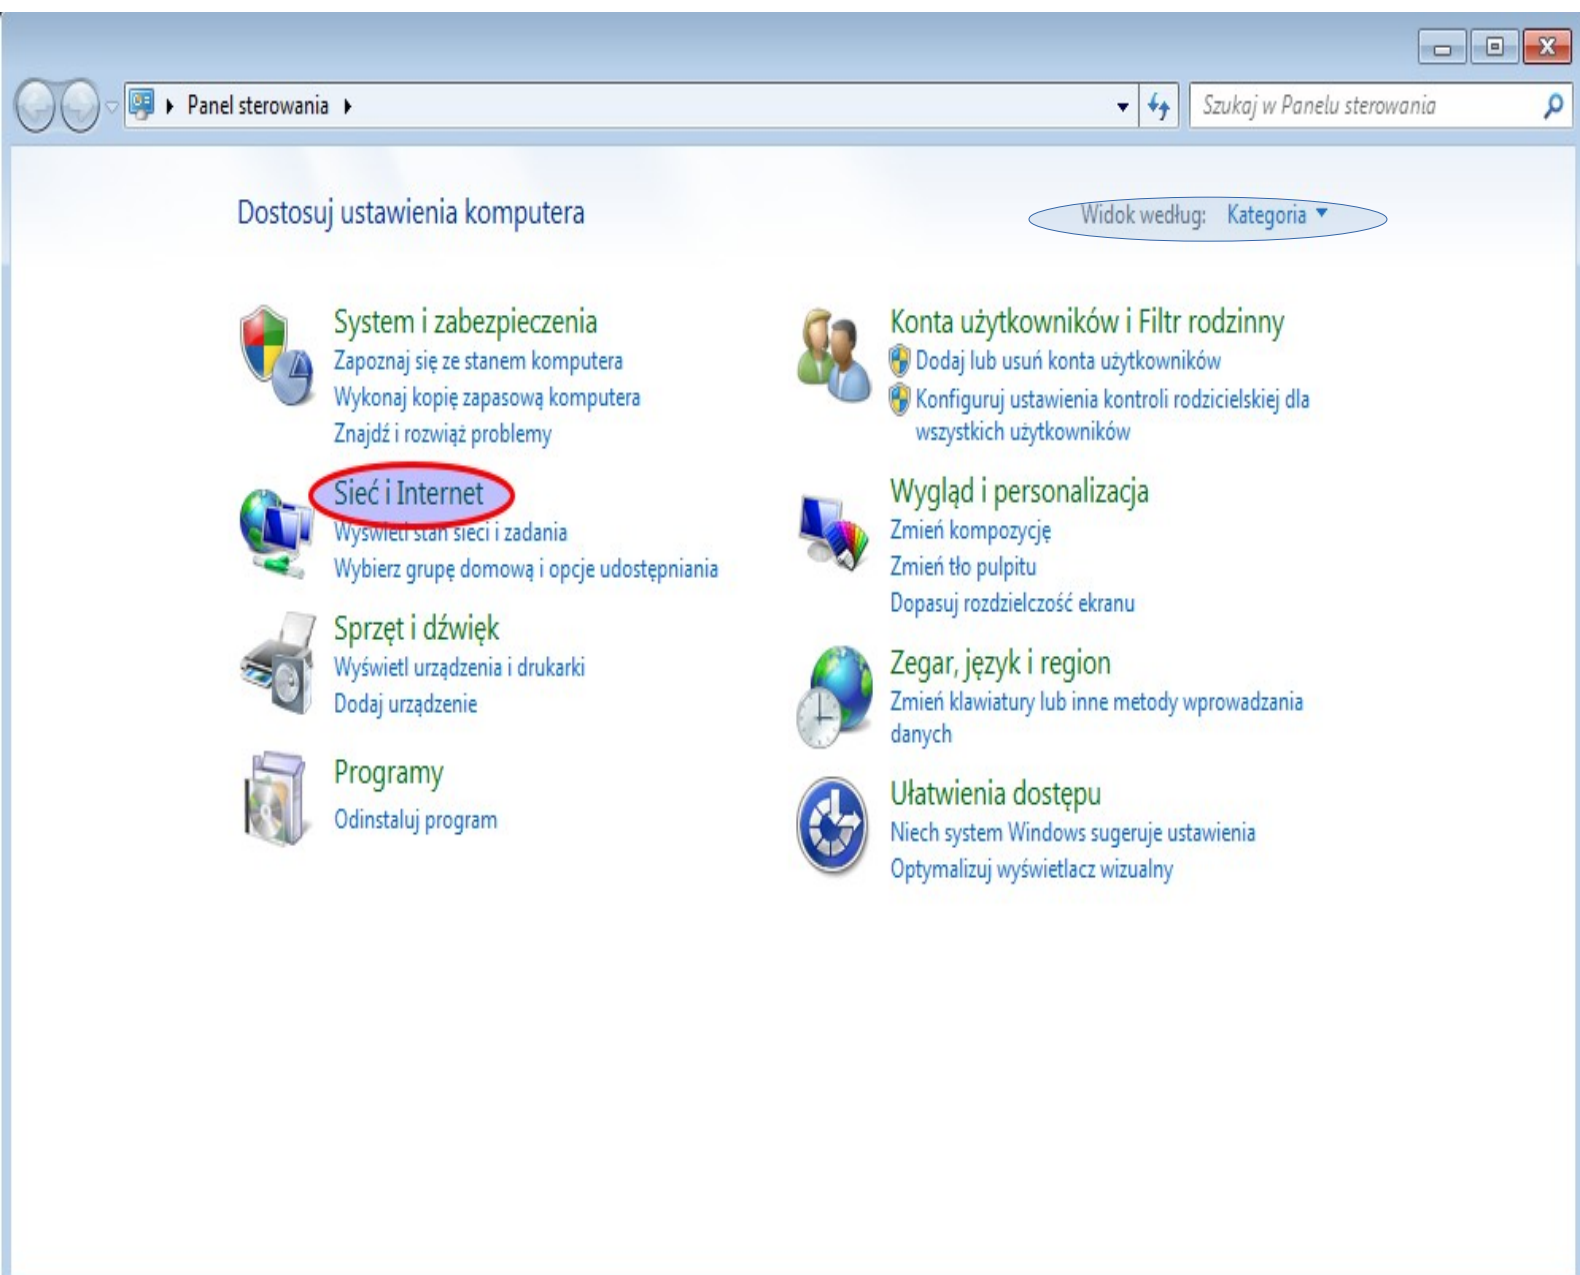 Panel sterowania
Szukaj w Panelu sterowania
Dostosuj ustawienia komputera
Widok według: Kategoria
System i zabezpieczenia
Zapoznaj się ze stanem komputera
Wykonaj kopię zapasową komputera
Znajdź i rozwiąż problemy
Sieć i Internet
Wyświetl stan sieci i zadania
Wybierz grupę domową i opcje udostępniania
Sprzęt i dźwięk
Wyświetl urządzenia i drukarki
Dodaj urządzenie
Programy
Odinstaluj program
Konta użytkowników i Filtr rodzinny
Dodaj lub usuń konta użytkowników
Konfiguruj ustawienia kontroli rodzicielskiej dla
wszystkich użytkowników
Wygląd i personalizacja
Zmień kompozycję
Zmień tło pulpitu
Dopasuj rozdzielczość ekranu
Zegar, język i region
Zmień klawiatury lub inne metody wprowadzania
danych
Ułatwienia dostępu
Niech system Windows sugeruje ustawienia
Optymalizuj wyświetlacz wizualny